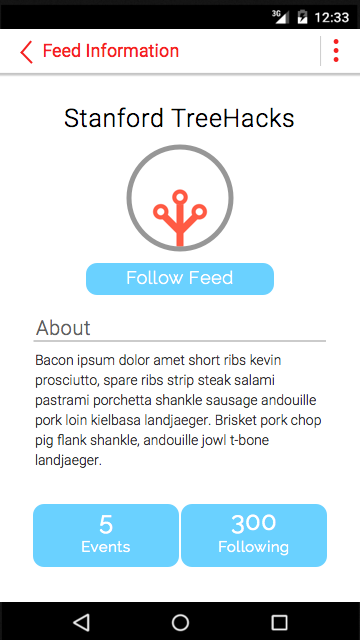 3G 12:33
Feed Information
Stanford TreeHacks
Follow Feed
About
Bacon ipsum dolor amet short ribs kevin
prosciutto, spare ribs strip steak salami
pastrami porchetta shankle sausage andouille
pork loin kielbasa landjaeger. Brisket pork chop
pig flank shankle, andouille jowl t-bone
landjaeger.
5 300
Events Following